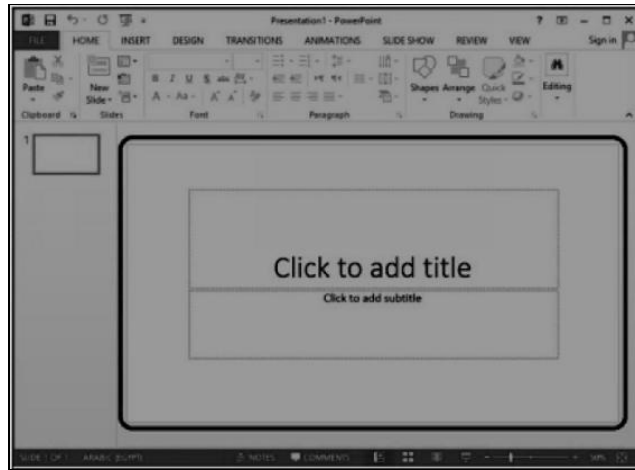 Presentation1 - PowerPoint
FILE HOME INSERT DESIGN TRANSITIONS ANIMATIONS SLIDE SHOW REVIEW VIEW Sign in
Paste New Slide Shapes Arrange Quick Styles Editing
Clipboard Slides Font Paragraph Drawing
1
Click to add title
Click to add subtitle
SLIDE 1 OF 1 ARABIC (EGYPT) NOTES COMMENTS 50%